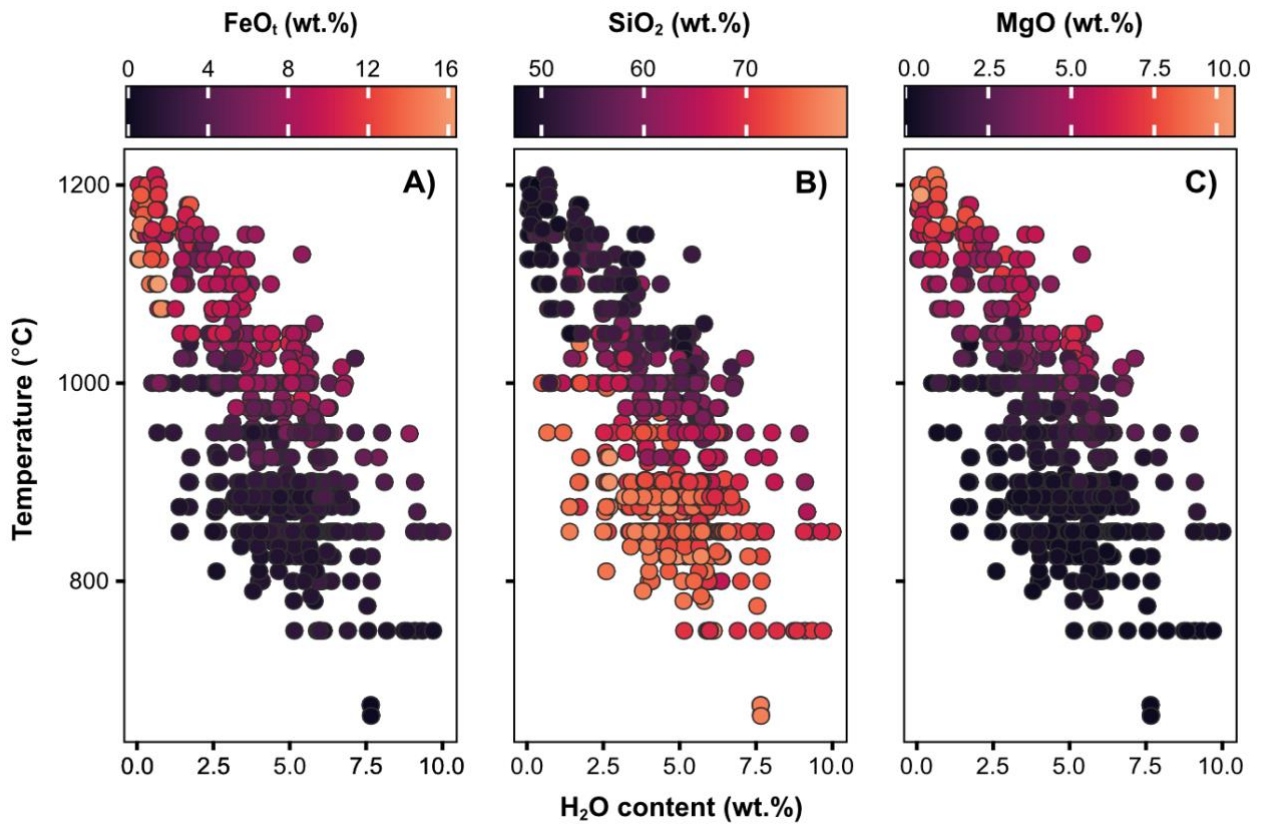 FeOₜ (wt.%) SiO₂ (wt.%) MgO (wt.%)
0 4 8 12 16 50 60 70 0.0 2.5 5.0 7.5 10.0
A) B) C)
1200
1000
800
Temperature (°C)
0.0 2.5 5.0 7.5 10.0 0.0 2.5 5.0 7.5 10.0 0.0 2.5 5.0 7.5 10.0
H₂O content (wt.%)